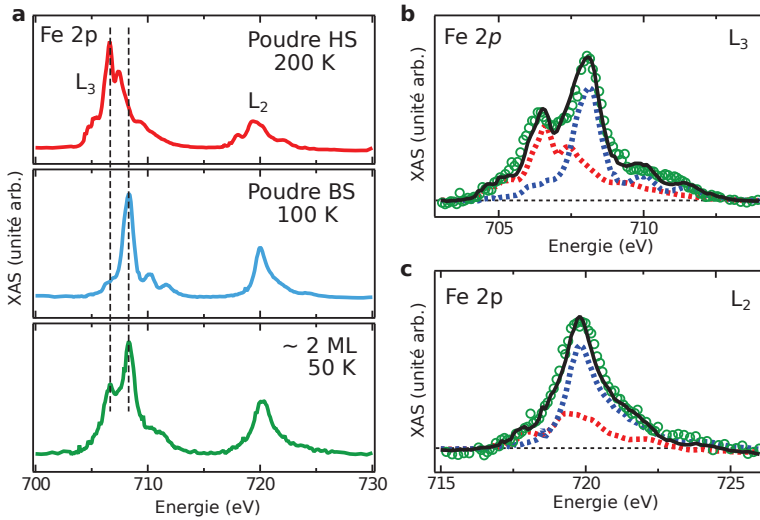 a
Fe 2p
Poudre HS
200 K
L3
L2
Poudre BS
100 K
~ 2 ML
50 K
XAS (unité arb.)
700 710 720 730
Energie (eV)
b
Fe 2p
L3
XAS (unité arb.)
705 710
Energie (eV)
c
Fe 2p
L2
XAS (unité arb.)
715 720 725
Energie (eV)